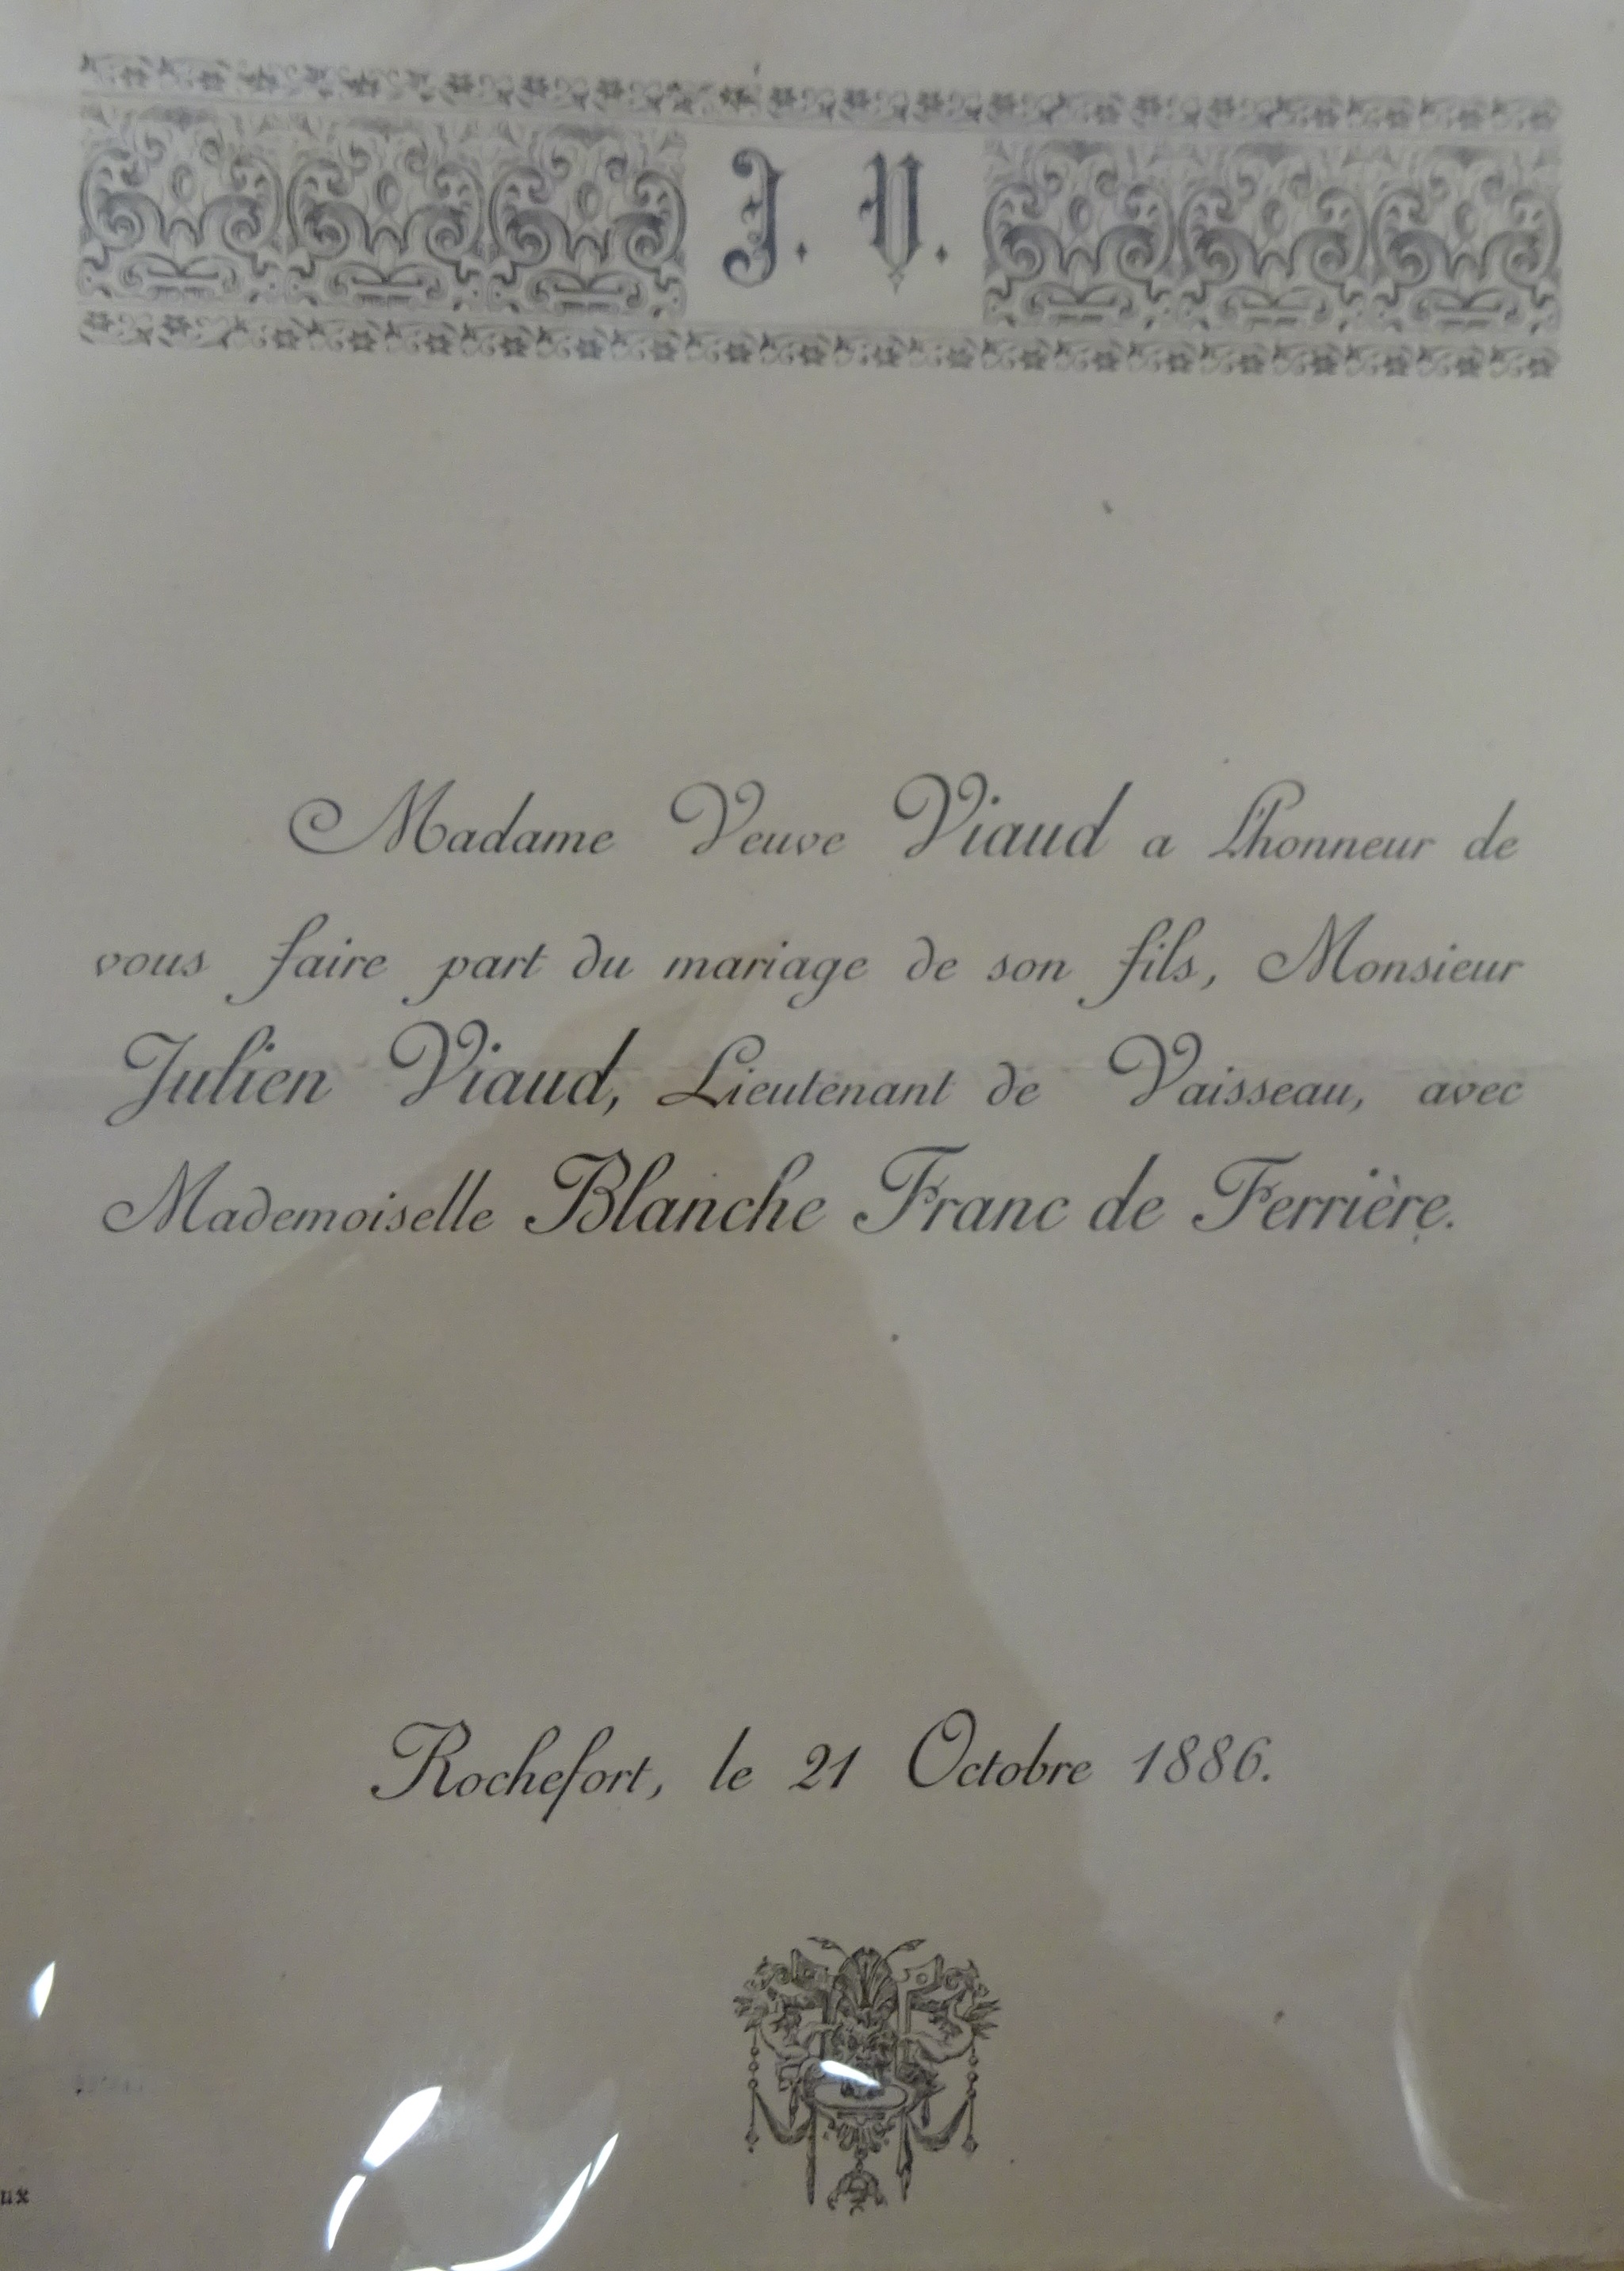 J. V.
Madame Veuve Viaud a l'honneur de
vous faire part du mariage de son fils, Monsieur
Julien Viaud, Lieutenant de Vaisseau, avec
Mademoiselle Blanche Franc de Ferrière.
Rochefort, le 21 Octobre 1886.
ux